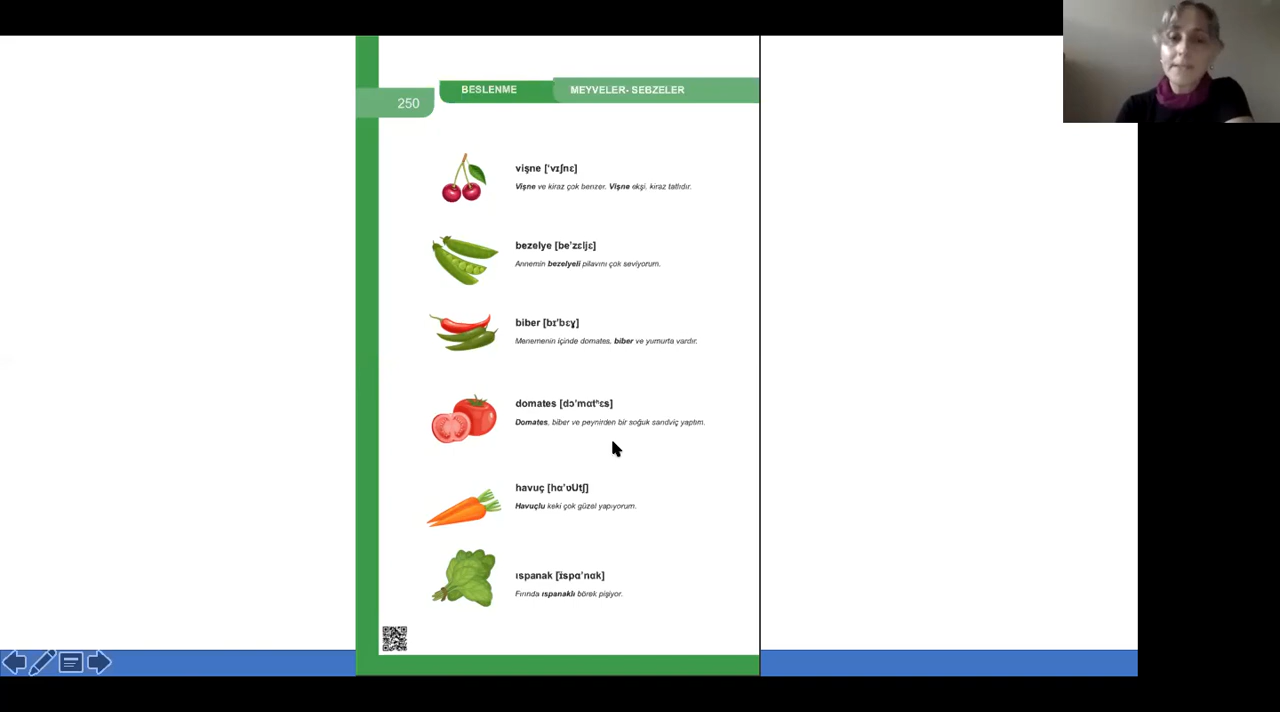 250
BESLENME
MEYVELER- SEBZELER
vişne [ˈvɪʃnɛ]
Vişne ve kiraz çok benzer. Vişne ekşi, kiraz tatlıdır.
bezelye [beˈzɛljɛ]
Annemin bezelyeli pilavını çok seviyorum.
biber [bɪˈbɛɣ]
Menemenin içinde domates, biber ve yumurta vardır.
domates [dɔˈmɑtʰɛs]
Domates, biber ve peynirden bir soğuk sandviç yaptım.
havuç [hɑˈʋUtʃ]
Havuçlu keki çok güzel yapıyorum.
ıspanak [ïspɑˈnɑk]
Fırında ıspanaklı börek pişiyor.